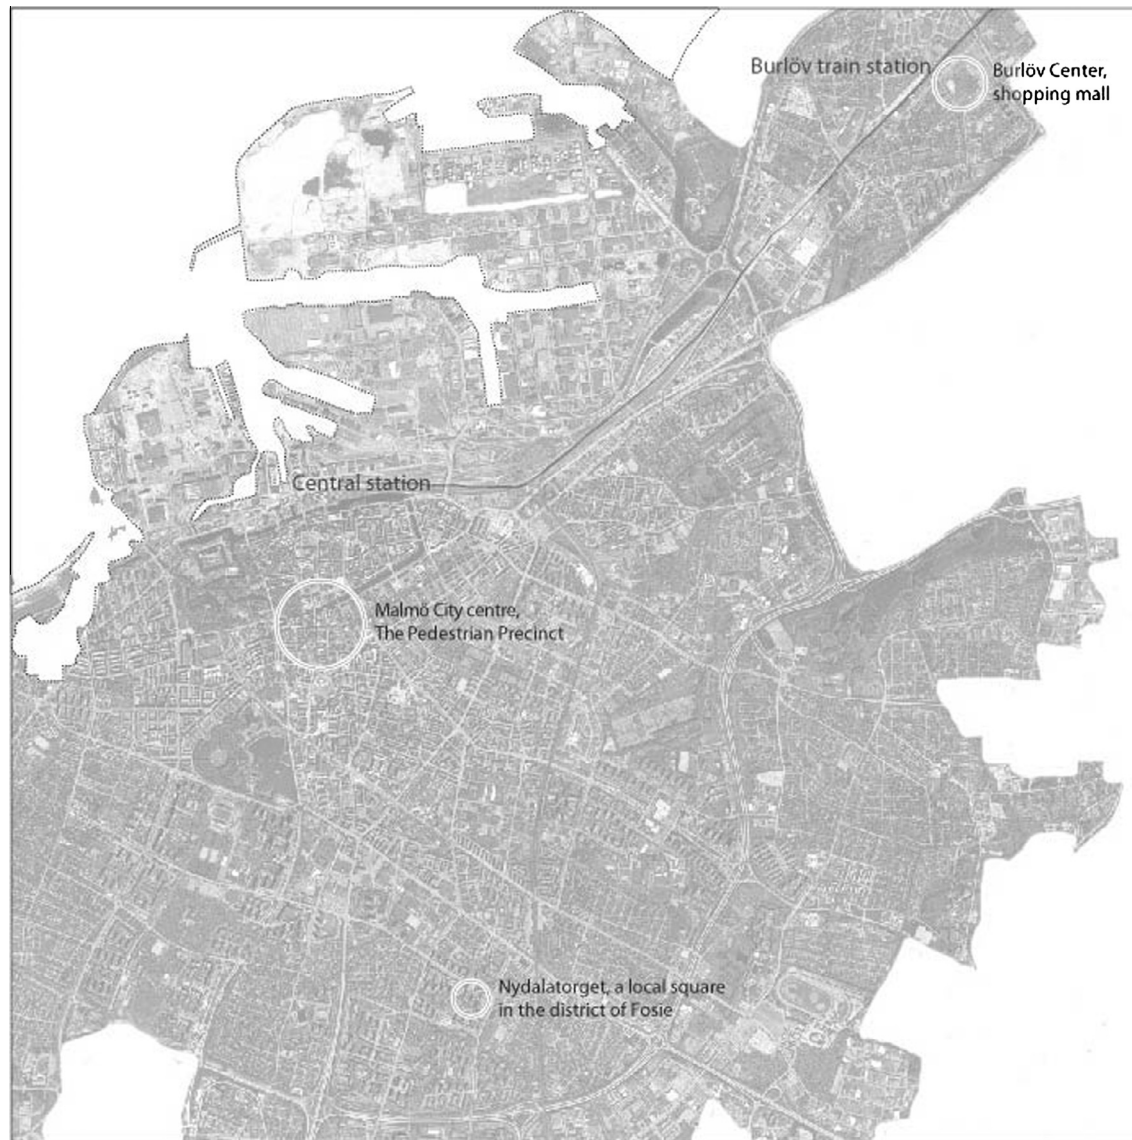 Burlöv train station
Burlöv Center,
shopping mall
Central station
Malmö City centre,
The Pedestrian Precinct
Nydalatorget, a local square
in the district of Fosie